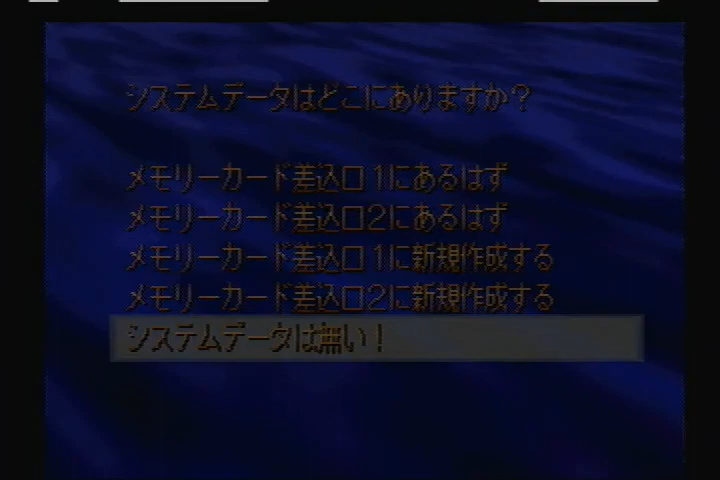 システムデータはどこにありますか？
メモリーカード差込口1にあるはず
メモリーカード差込口2にあるはず
メモリーカード差込口1に新規作成する
メモリーカード差込口2に新規作成する
システムデータは無い！